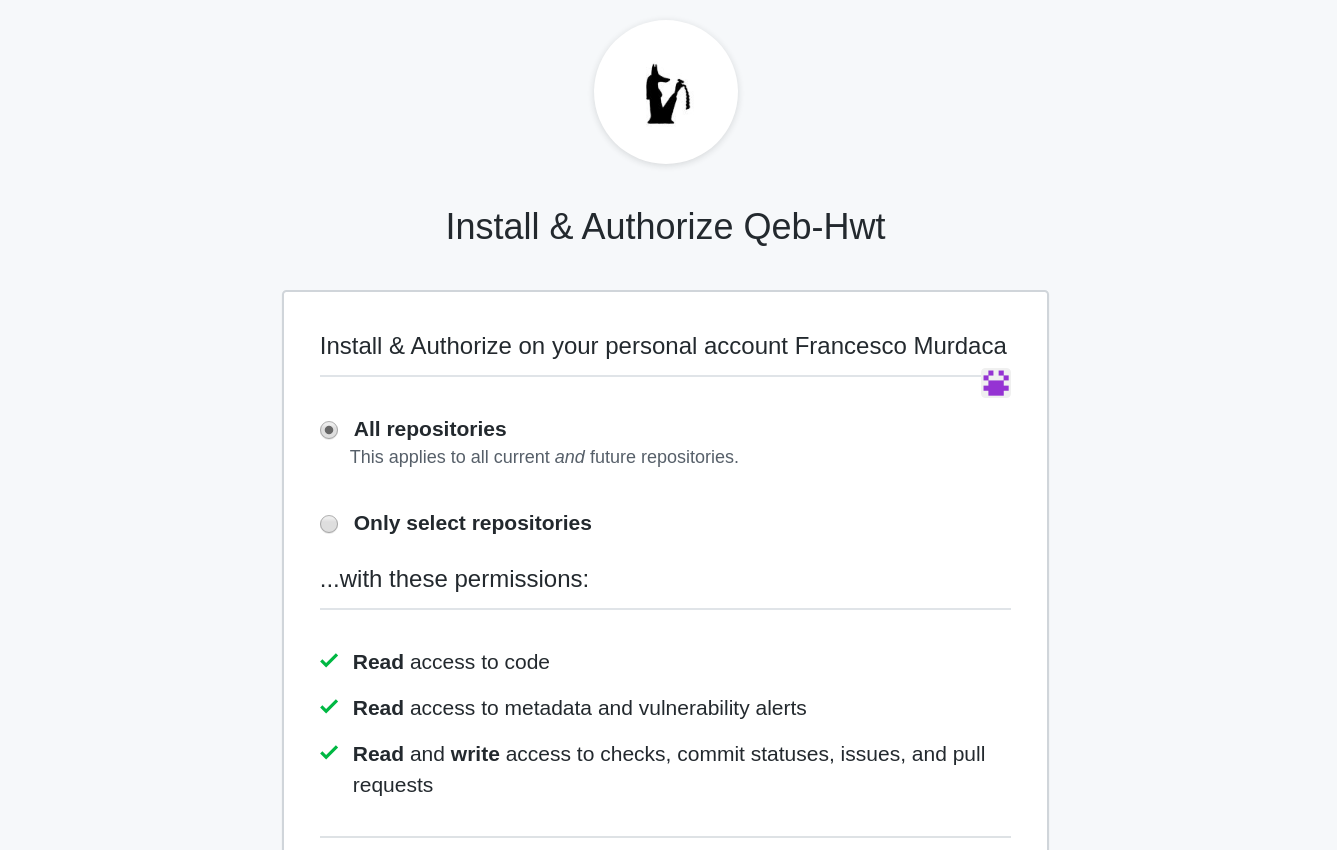 Install & Authorize Qeb-Hwt
Install & Authorize on your personal account Francesco Murdaca
All repositories
This applies to all current and future repositories.
Only select repositories
...with these permissions:
Read access to code
Read access to metadata and vulnerability alerts
Read and write access to checks, commit statuses, issues, and pull
requests